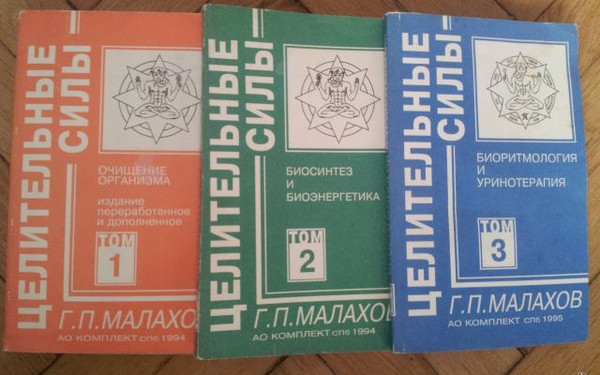 ЦЕЛИТЕЛЬНЫЕ
СИЛЫ
ОЧИЩЕНИЕ
ОРГАНИЗМА
издание
переработанное
и дополненное
ТОМ
1
Г.П.МАЛАХОВ
АО КОМПЛЕКТ СПб 1994
ЦЕЛИТЕЛЬНЫЕ
СИЛЫ
БИОСИНТЕЗ
И
БИОЭНЕРГЕТИКА
ТОМ
2
Г.П.МАЛАХОВ
АО КОМПЛЕКТ СПб 1994
ЦЕЛИТЕЛЬНЫЕ
СИЛЫ
БИОРИТМОЛОГИЯ
И
УРИНОТЕРАПИЯ
ТОМ
3
Г.П.МАЛАХОВ
АО КОМПЛЕКТ СПб 1995